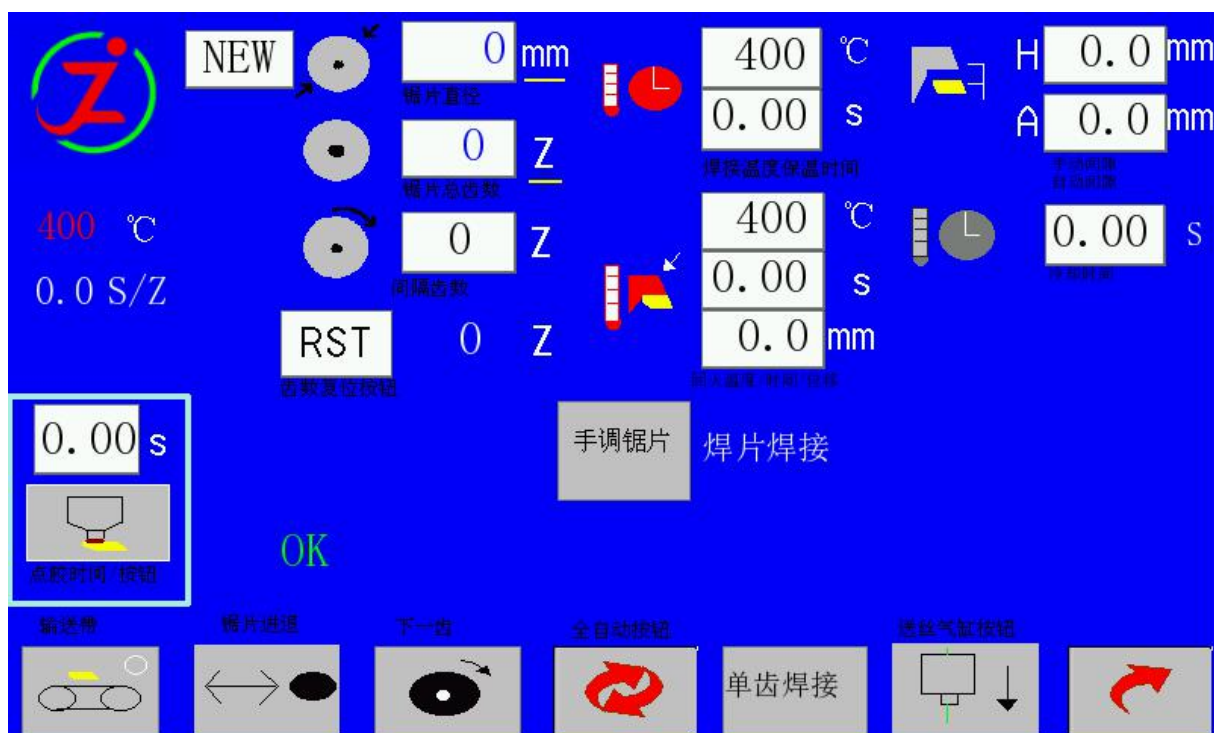 NEW
0 mm
锯片直径
0 Z
锯片总齿数
0 Z
间隔齿数
RST 0 Z
齿数复位按钮
400 ℃
0.00 s
焊接温度保温时间
400 ℃
0.00 s
0.0 mm
H 0.0 mm
A 0.0 mm
手动间隙
自动间隙
0.00 S
冷却时间
400 ℃
0.0 S/Z
0.00 s
点胶时间/按钮
手调锯片
焊片焊接
OK
输送带
锯片进退
下一齿
全自动按钮
单齿焊接
送丝气缸按钮